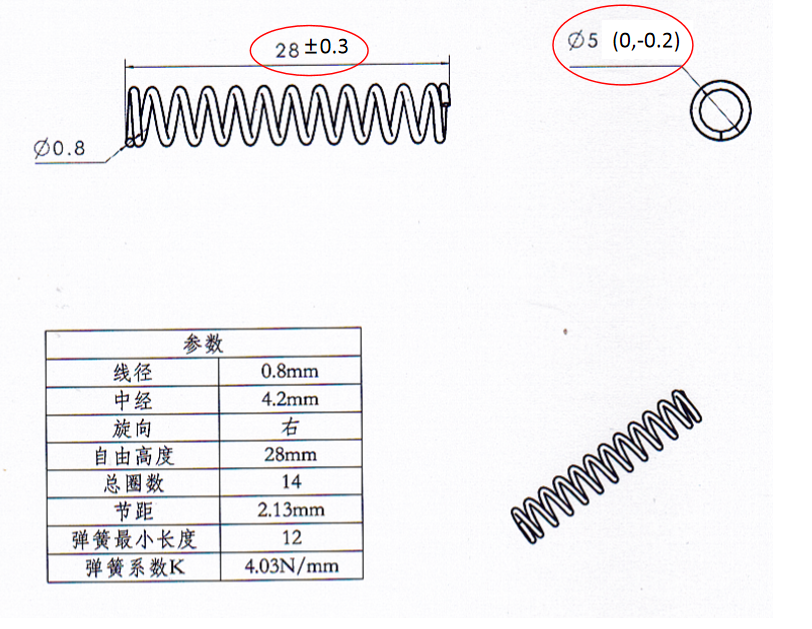 28 ±0.3
∅5 (0,-0.2)
∅0.8
参数
线径 0.8mm
中经 4.2mm
旋向 右
自由高度 28mm
总圈数 14
节距 2.13mm
弹簧最小长度 12
弹簧系数K 4.03N/mm